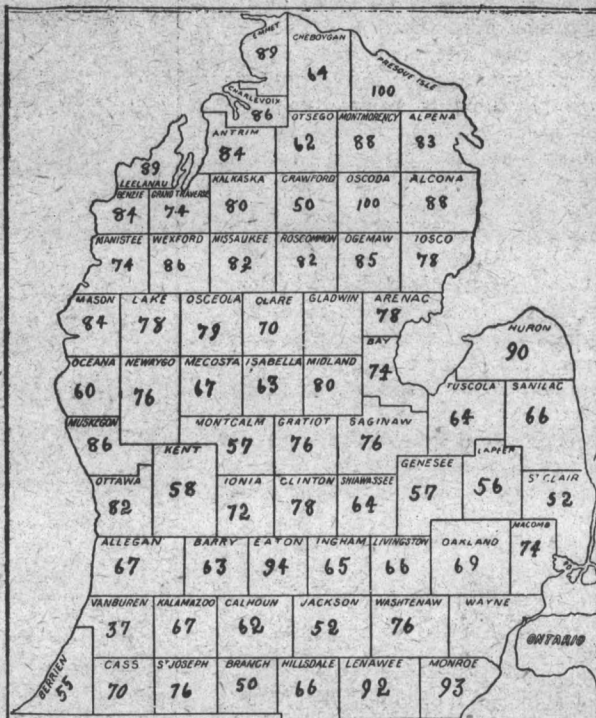 EMMET
89
CHEBOYGAN
64
PRESQUE ISLE
100
CHARLEVOIX
86
ANTRIM
84
OTSEGO
62
MONTMORENCY
88
ALPENA
83
89
LEELANAU
BENZIE
84
GRAND TRAVERSE
74
KALKASKA
80
CRAWFORD
50
OSCODA
100
ALCONA
88
MANISTEE
74
WEXFORD
86
MISSAUKEE
82
ROSCOMMON
82
OGEMAW
85
IOSCO
78
MASON
84
LAKE
78
OSCEOLA
79
CLARE
70
GLADWIN
ARENAC
78
BAY
74
HURON
90
OCEANA
60
NEWAYGO
76
MECOSTA
67
ISABELLA
63
MIDLAND
80
TUSCOLA
64
SANILAC
66
MUSKEGON
86
MONTCALM
57
GRATIOT
76
SAGINAW
76
KENT
58
GENESEE
57
LAPEER
56
ST CLAIR
52
OTTAWA
82
IONIA
72
CLINTON
78
SHIAWASSEE
64
MACOMB
74
ALLEGAN
67
BARRY
63
EATON
94
INGHAM
65
LIVINGSTON
66
OAKLAND
69
VANBUREN
37
KALAMAZOO
67
CALHOUN
62
JACKSON
52
WASHTENAW
76
WAYNE
ONTARIO
BERRIEN
55
CASS
70
ST JOSEPH
76
BRANCH
50
HILLSDALE
66
LENAWEE
92
MONROE
93